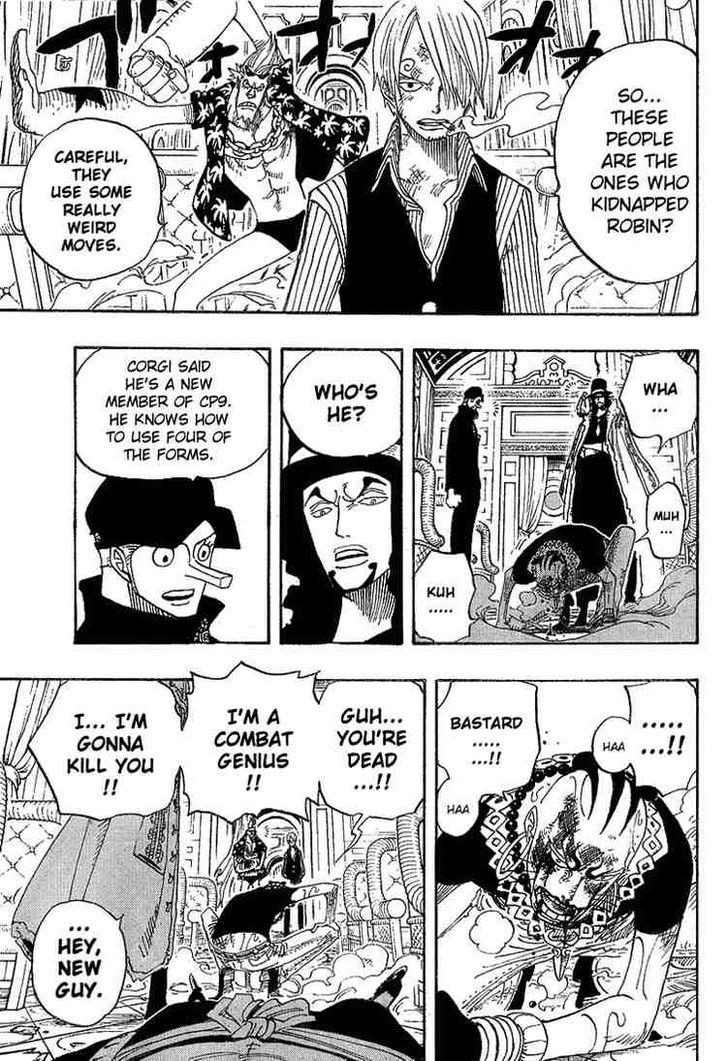 SO...
THESE
PEOPLE
ARE THE
ONES WHO
KIDNAPPED
ROBIN?
CAREFUL,
THEY
USE SOME
REALLY
WEIRD
MOVES.
WHA
...
MUH
...
KUH
.....
WHO'S
HE?
CORGI SAID
HE'S A NEW
MEMBER OF CP9.
HE KNOWS HOW
TO USE FOUR OF
THE FORMS.
.....
...!!
HAA
BASTARD
.....
...!!
HAA
GUH...
YOU'RE
DEAD
...!!
I'M A
COMBAT
GENIUS
!!
I... I'M
GONNA
KILL YOU
!!
...
HEY,
NEW
GUY.